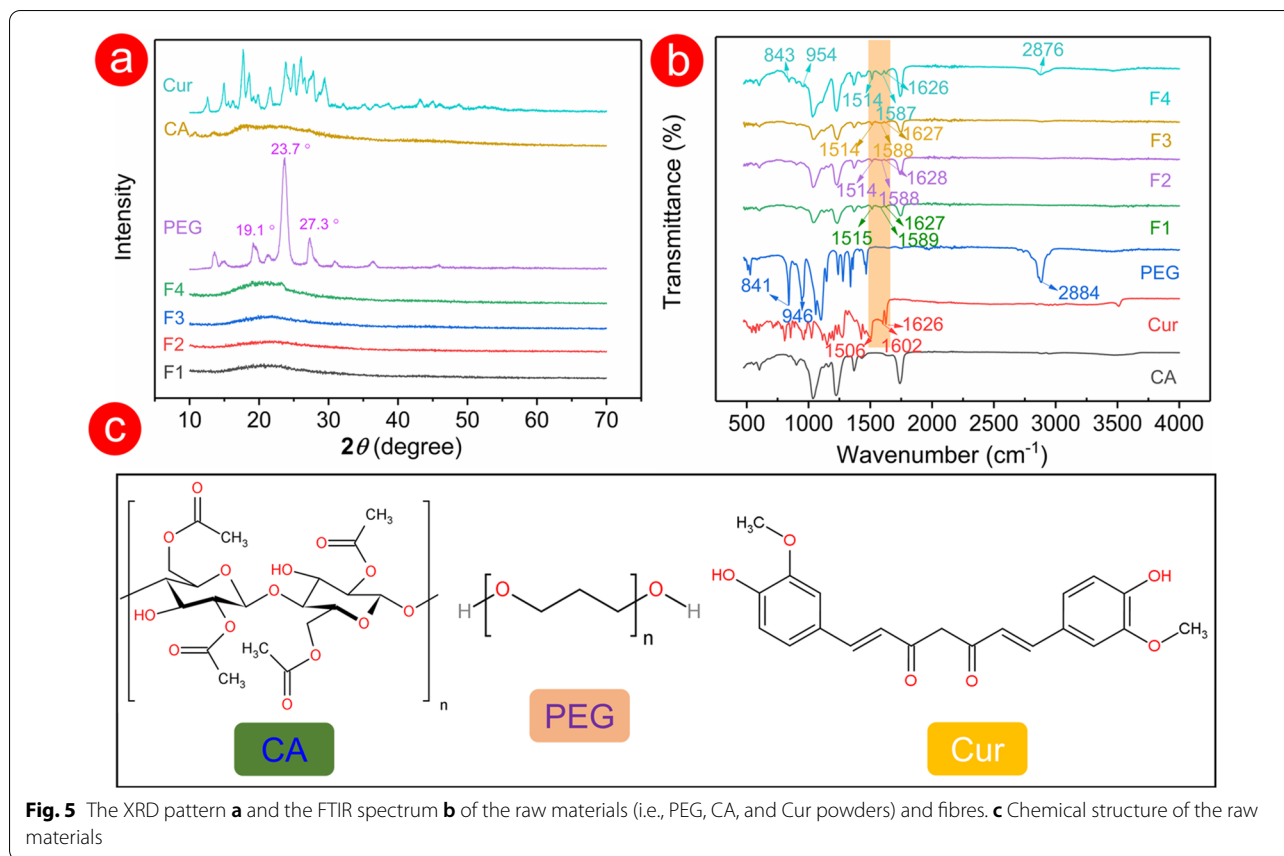 a
Intensity
Cur
CA
PEG
19.1 °
23.7 °
27.3 °
F4
F3
F2
F1
10 20 30 40 50 60 70
2θ (degree)
b
Transmittance (%)
843
954
2876
1514
1626
1587
F4
1514
1627
1588
F3
1514
1628
1588
F2
1515
1627
1589
F1
841
946
2884
PEG
1506
1626
1602
Cur
CA
500 1000 1500 2000 2500 3000 3500 4000
Wavenumber (cm-1)
c
O
O
CH3
O
CH3
O
O
HO
O
HO
O
O
O
O
O
O
CH3
CH3
O
O
n
CA
H
O
O
H
n
PEG
H3C
O
HO
O
O
OH
O
CH3
Cur
Fig. 5 The XRD pattern a and the FTIR spectrum b of the raw materials (i.e., PEG, CA, and Cur powders) and fibres. c Chemical structure of the raw
materials